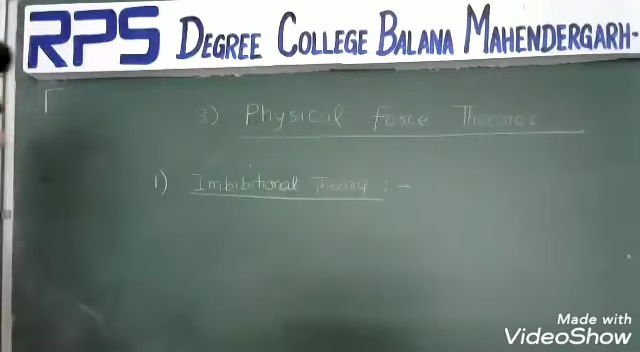 RPS DEGREE COLLEGE BALANA MAHENDERGARH-
3) Physical Force Theories
1) Imbibitional Theory :-
Made with
VideoShow